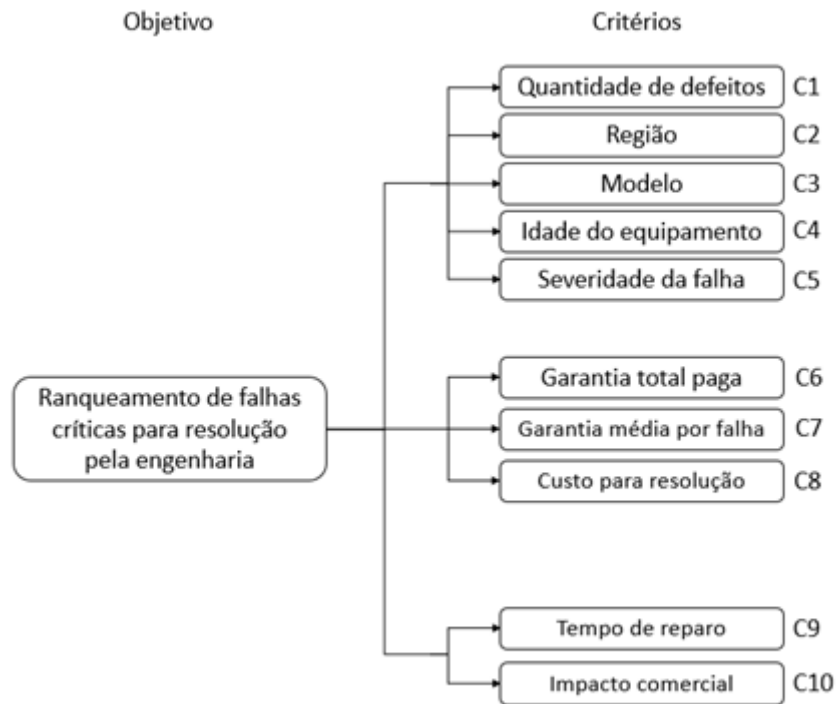 Objetivo
Critérios
Quantidade de defeitos C1
Região C2
Modelo C3
Idade do equipamento C4
Severidade da falha C5
Ranqueamento de falhas
críticas para resolução
pela engenharia
Garantia total paga C6
Garantia média por falha C7
Custo para resolução C8
Tempo de reparo C9
Impacto comercial C10